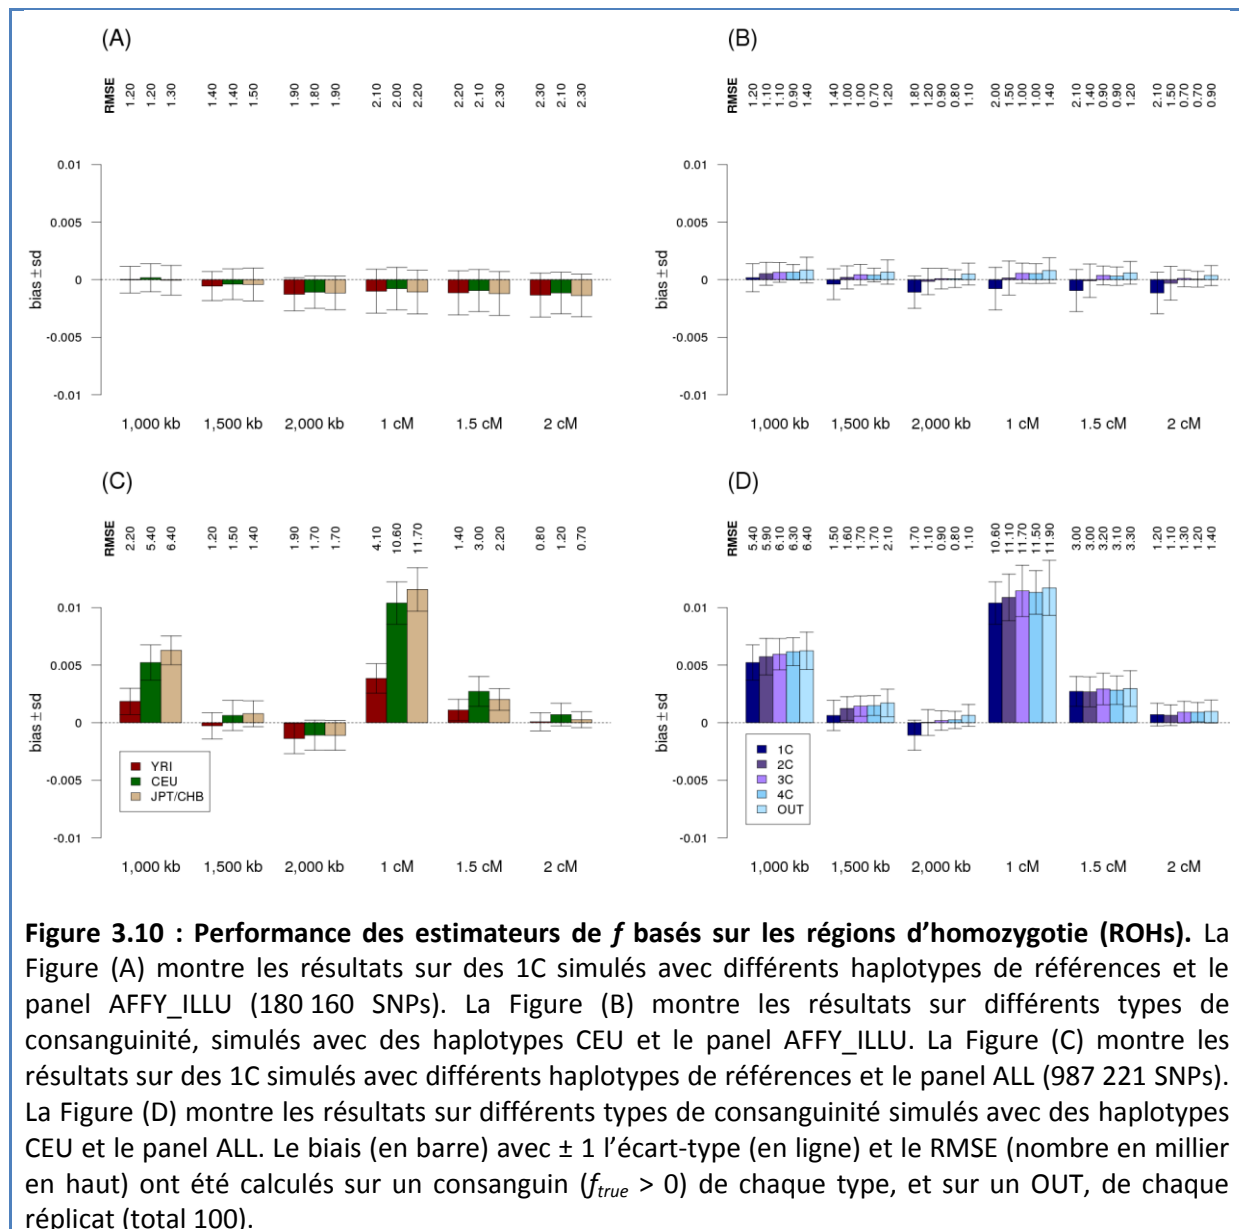 (A)
RMSE
1.20 1.20 1.30 1.40 1.40 1.50 1.90 1.80 1.90 2.10 2.00 2.20 2.20 2.10 2.30 2.30 2.10 2.30
0.01
0.005
0
-0.005
-0.01
bias ± sd
1,000 kb 1,500 kb 2,000 kb 1 cM 1.5 cM 2 cM
(B)
RMSE
1.20 1.10 1.10 0.90 1.40 1.40 1.00 1.00 0.70 1.20 1.80 1.20 0.90 0.80 1.10 2.00 1.50 1.00 1.00 1.40 2.10 1.40 0.90 0.90 1.20 2.10 1.50 0.70 0.70 0.90
0.01
0.005
0
-0.005
-0.01
bias ± sd
1,000 kb 1,500 kb 2,000 kb 1 cM 1.5 cM 2 cM
(C)
RMSE
2.20 5.40 6.40 1.20 1.50 1.40 1.90 1.70 1.70 4.10 10.60 11.70 1.40 3.00 2.20 0.80 1.20 0.70
0.01
0.005
0
-0.005
-0.01
bias ± sd
YRI
CEU
JPT/CHB
1,000 kb 1,500 kb 2,000 kb 1 cM 1.5 cM 2 cM
(D)
RMSE
5.40 5.90 6.10 6.30 6.40 1.50 1.60 1.70 1.70 2.10 1.70 1.10 0.90 0.80 1.10 10.60 11.10 11.70 11.50 11.90 3.00 3.00 3.20 3.10 3.30 1.20 1.10 1.30 1.20 1.40
0.01
0.005
0
-0.005
-0.01
bias ± sd
1C
2C
3C
4C
OUT
1,000 kb 1,500 kb 2,000 kb 1 cM 1.5 cM 2 cM
Figure 3.10 : Performance des estimateurs de f basés sur les régions d’homozygotie (ROHs). La
Figure (A) montre les résultats sur des 1C simulés avec différents haplotypes de références et le
panel AFFY_ILLU (180 160 SNPs). La Figure (B) montre les résultats sur différents types de
consanguinité, simulés avec des haplotypes CEU et le panel AFFY_ILLU. La Figure (C) montre les
résultats sur des 1C simulés avec différents haplotypes de références et le panel ALL (987 221 SNPs).
La Figure (D) montre les résultats sur différents types de consanguinité simulés avec des haplotypes
CEU et le panel ALL. Le biais (en barre) avec ± 1 l’écart-type (en ligne) et le RMSE (nombre en millier
en haut) ont été calculés sur un consanguin (ftrue > 0) de chaque type, et sur un OUT, de chaque
réplicat (total 100).